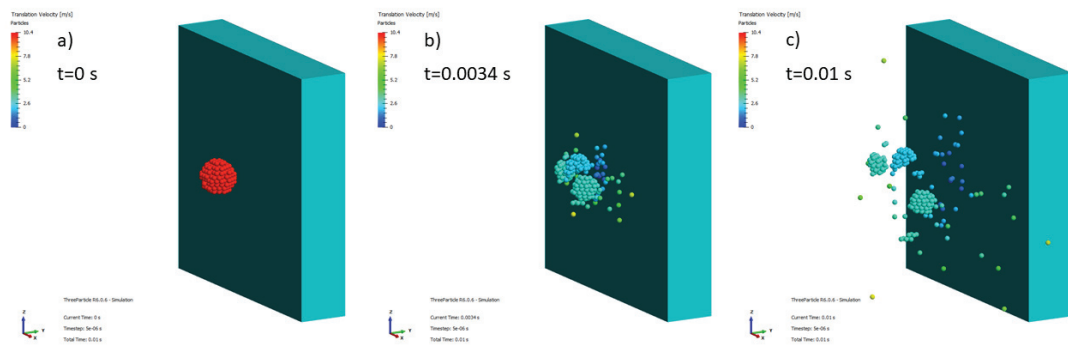 Translation Velocity [m/s]
Particles
10.4
7.8
5.2
2.6
0
a)
t=0 s
ThreeParticle R6.0.6 - Simulation
Current Time: 0 s
Timestep: 5e-06 s
Total Time: 0.01 s
Z
Y
X
Translation Velocity [m/s]
Particles
10.4
7.8
5.2
2.6
0
b)
t=0.0034 s
ThreeParticle R6.0.6 - Simulation
Current Time: 0.0034 s
Timestep: 5e-06 s
Total Time: 0.01 s
Z
Y
X
Translation Velocity [m/s]
Particles
10.4
7.8
5.2
2.6
0
c)
t=0.01 s
ThreeParticle R6.0.6 - Simulation
Current Time: 0.01 s
Timestep: 5e-06 s
Total Time: 0.01 s
Z
Y
X